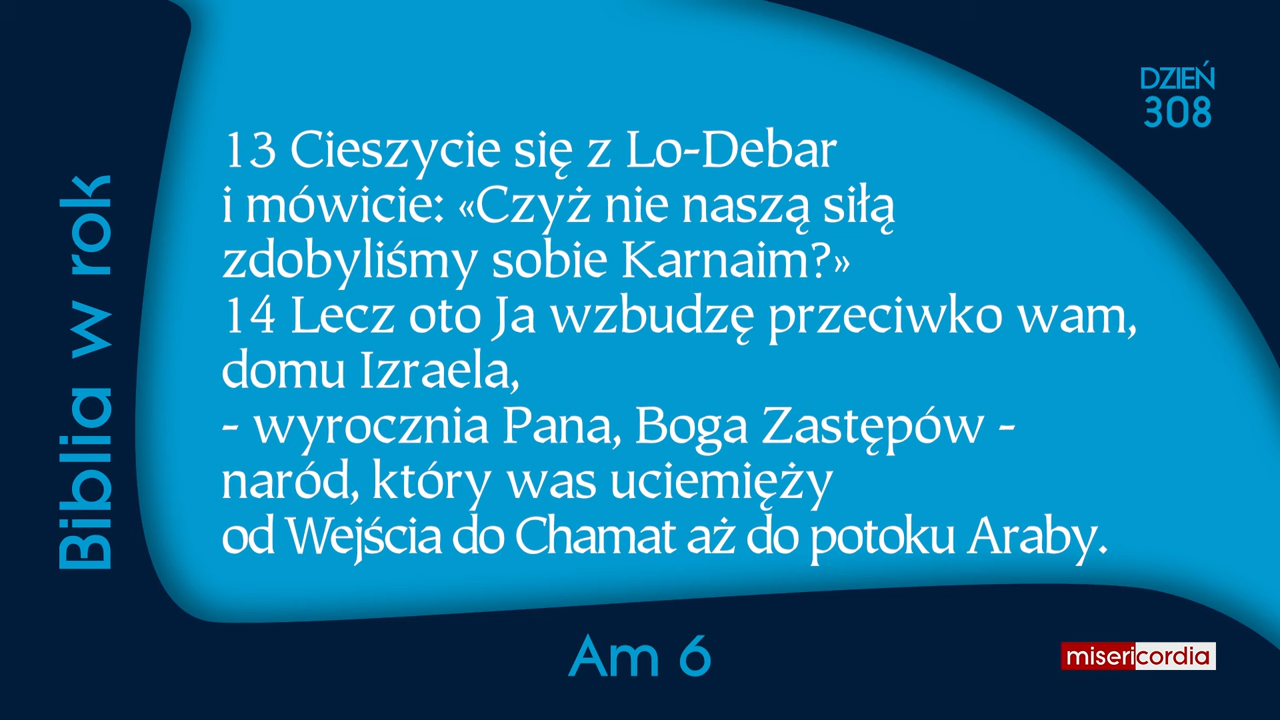 DZIEŃ
308
Biblia w rok
13 Cieszycie się z Lo-Debar
i mówicie: «Czyż nie naszą siłą
zdobyliśmy sobie Karnaim?»
14 Lecz oto Ja wzbudzę przeciwko wam,
domu Izraela,
- wyrocznia Pana, Boga Zastępów -
naród, który was uciemięży
od Wejścia do Chamat aż do potoku Araby.
Am 6
misericordia